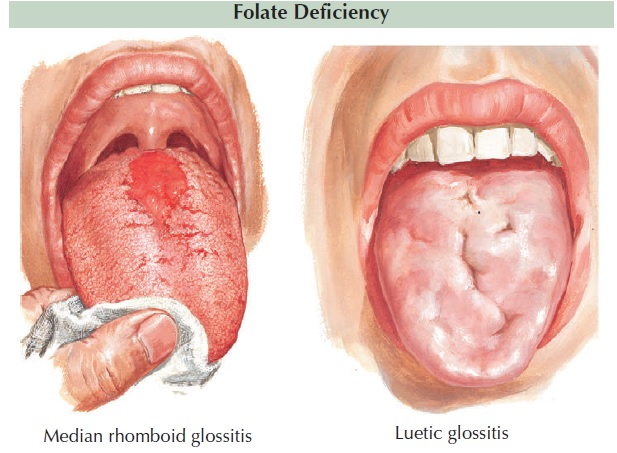 Folate Deficiency
Median rhomboid glossitis
Luetic glossitis